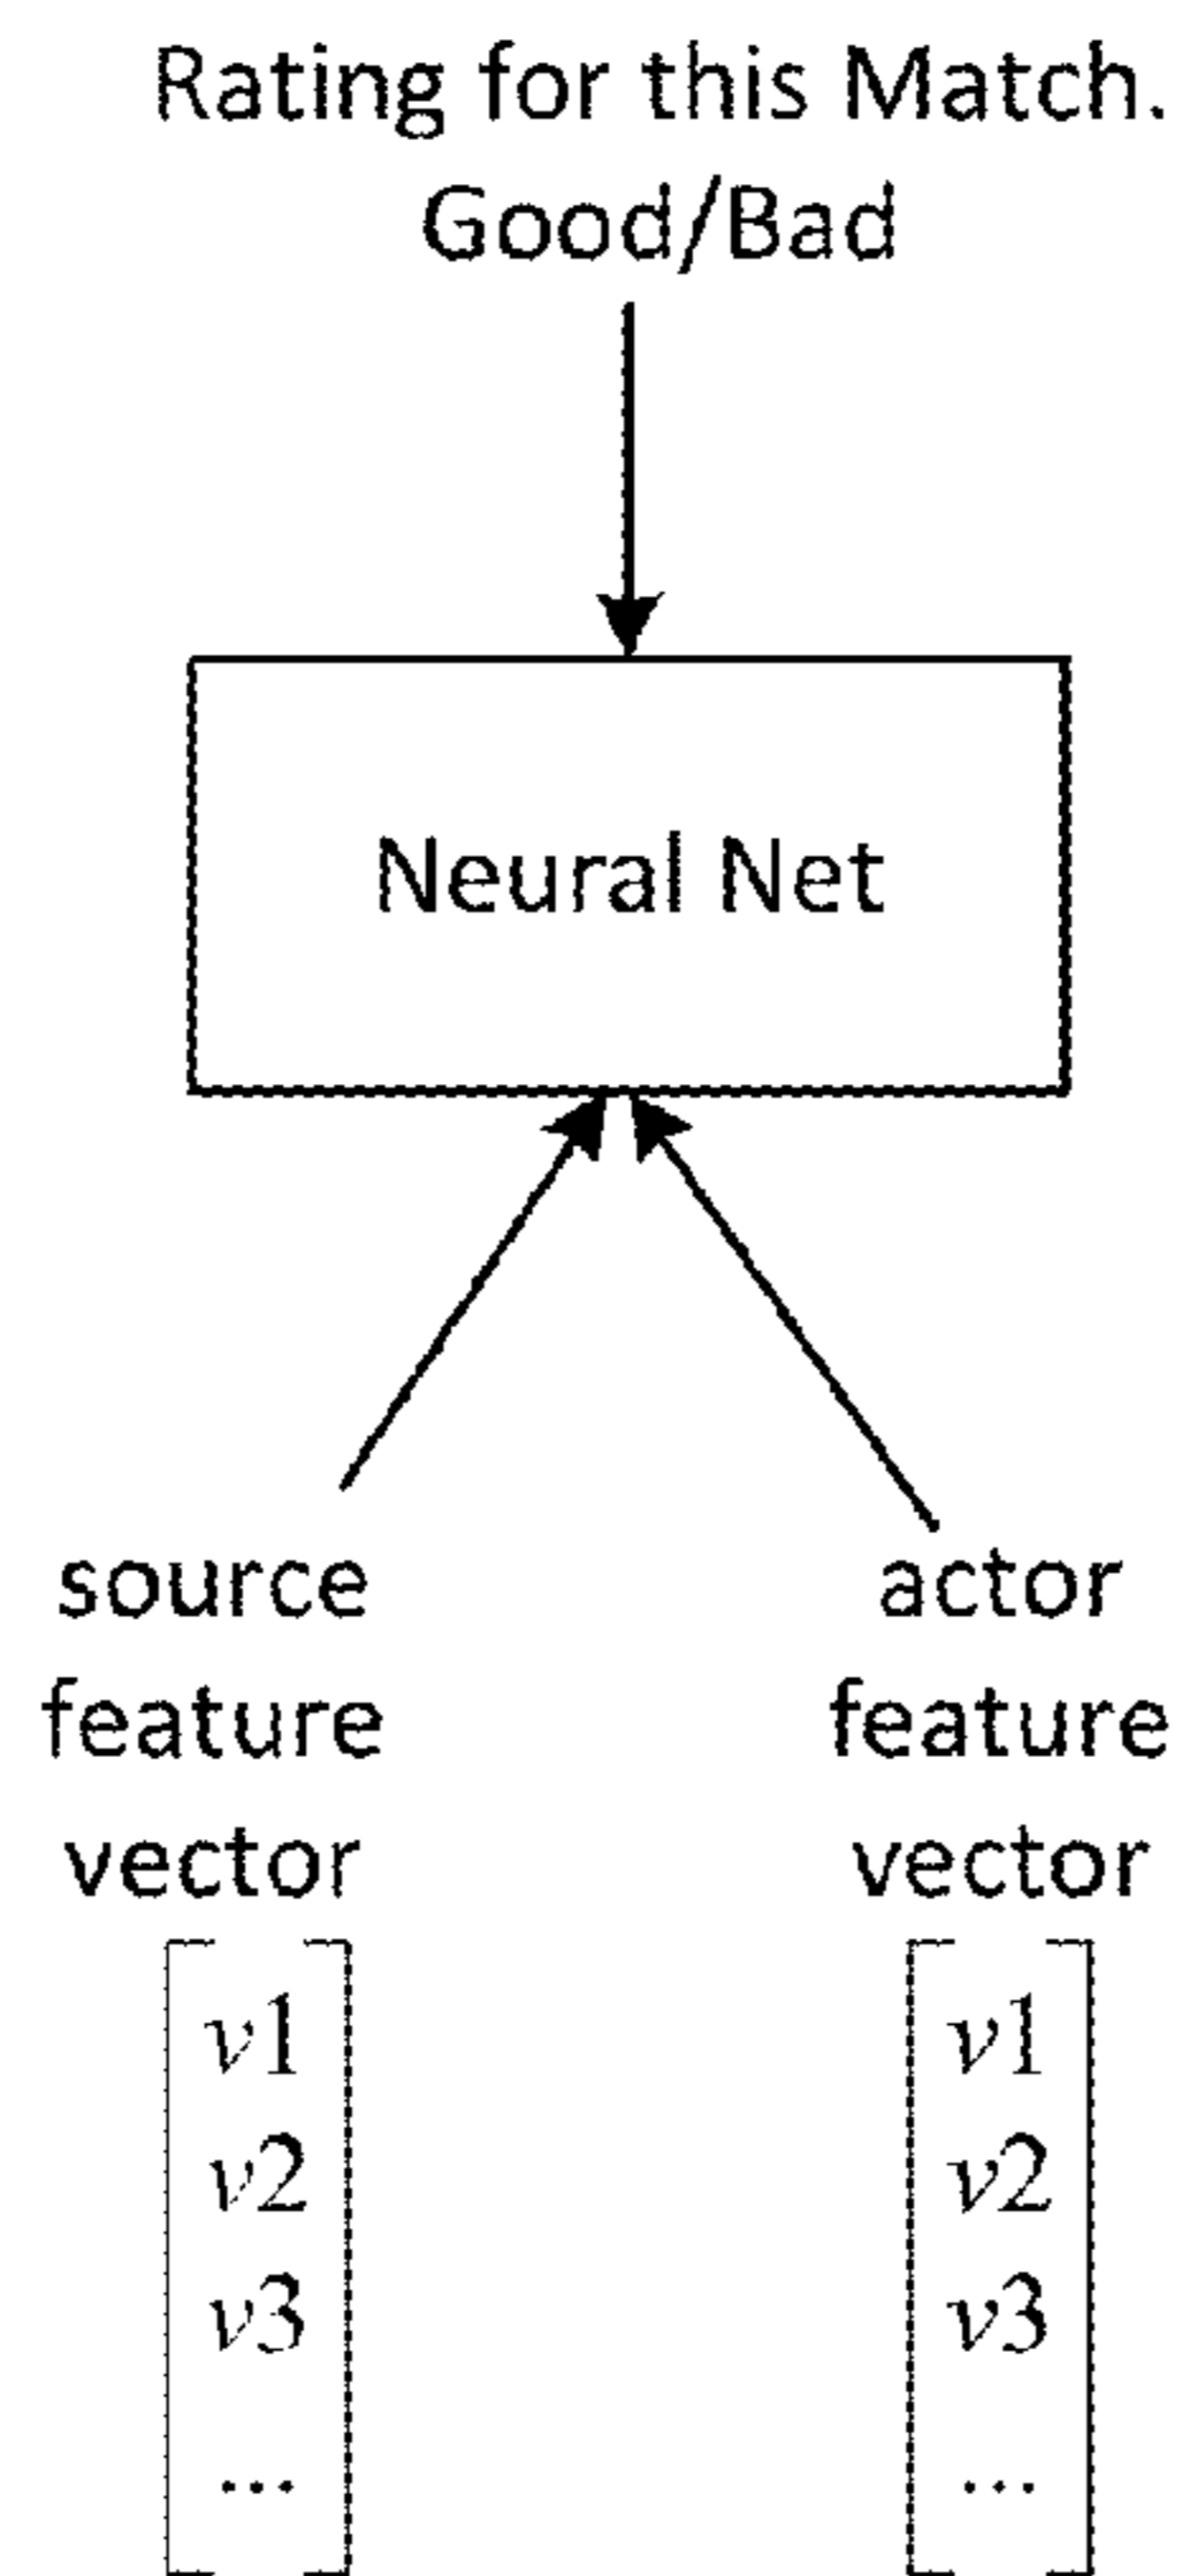 Rating for this Match.
Good/Bad
Neural Net
source
feature
vector
v1
v2
v3
...
actor
feature
vector
v1
v2
v3
...